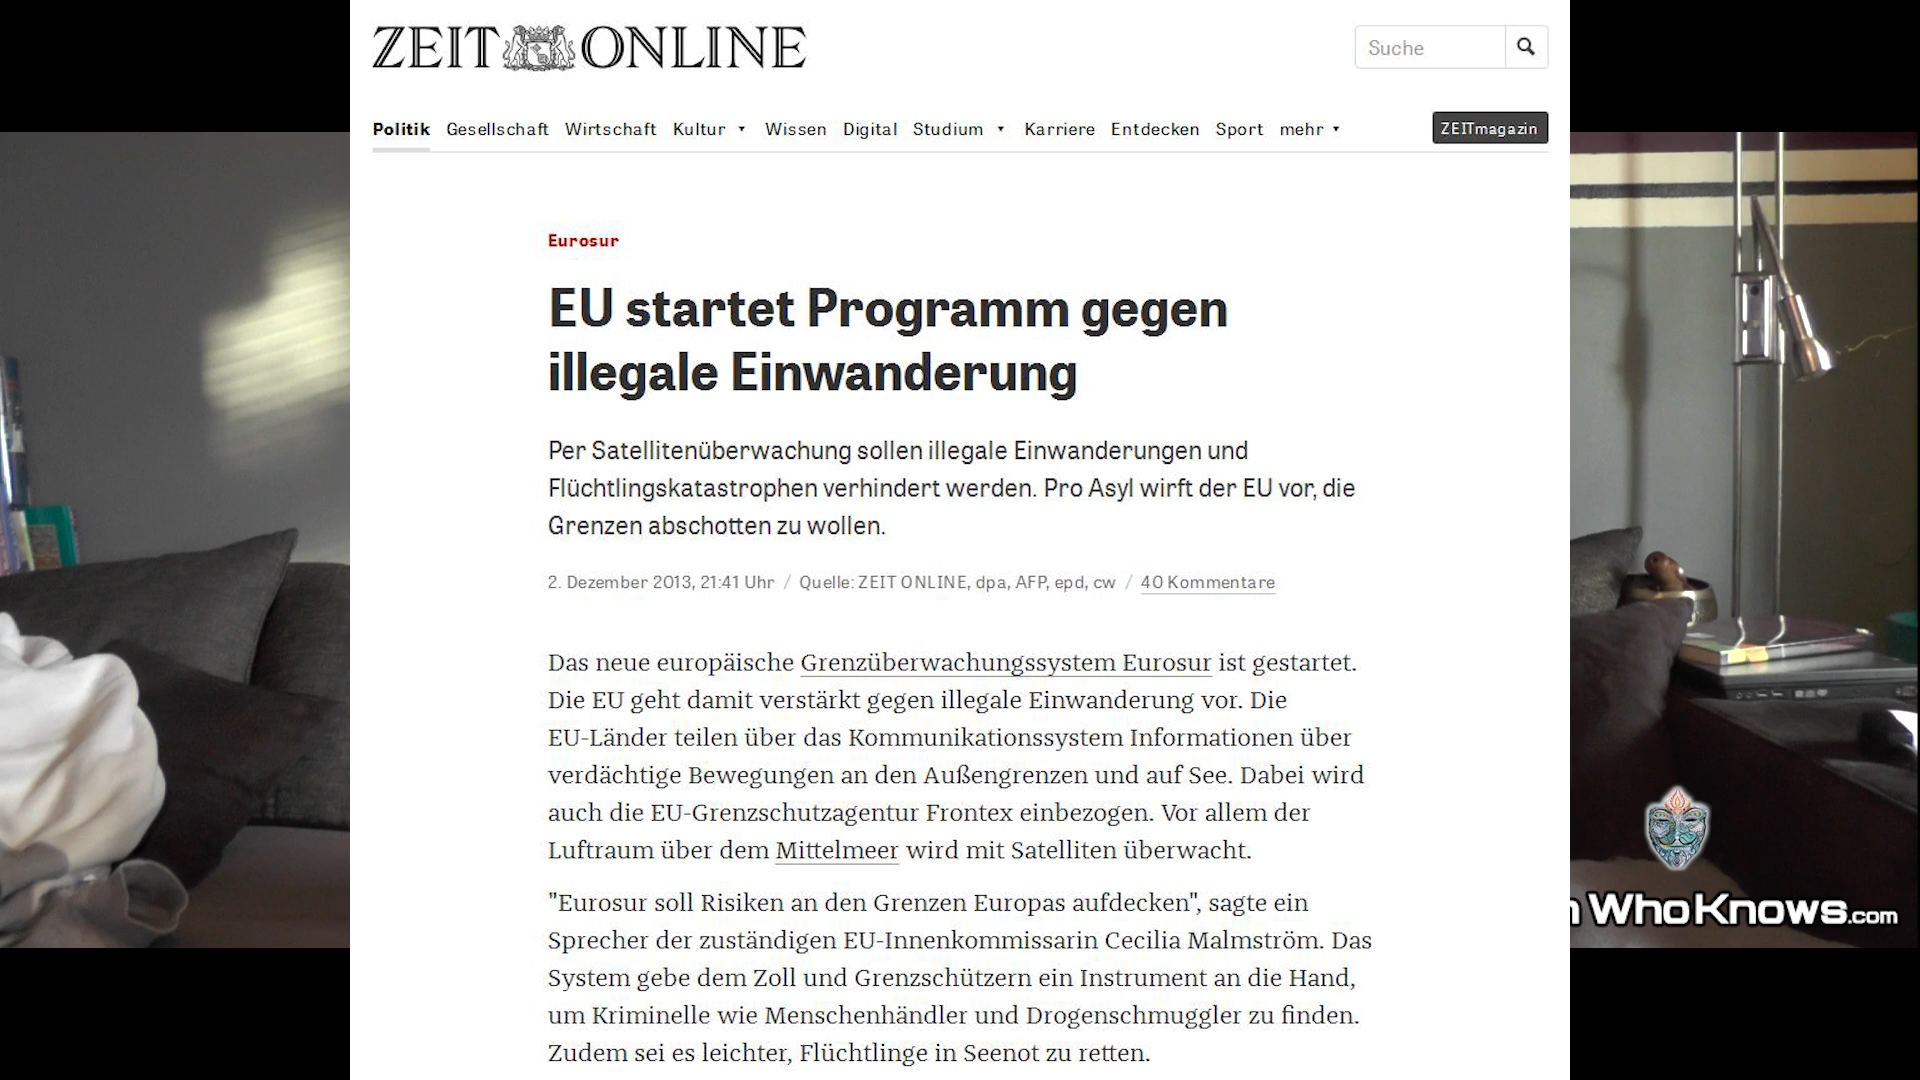 ZEIT ONLINE
Suche
Politik Gesellschaft Wirtschaft Kultur Wissen Digital Studium Karriere Entdecken Sport mehr ZEITmagazin
Eurosur
EU startet Programm gegen
illegale Einwanderung
Per Satellitenüberwachung sollen illegale Einwanderungen und
Flüchtlingskatastrophen verhindert werden. Pro Asyl wirft der EU vor, die
Grenzen abschotten zu wollen.
2. Dezember 2013, 21:41 Uhr / Quelle: ZEIT ONLINE, dpa, AFP, epd, cw / 40 Kommentare
Das neue europäische Grenzüberwachungssystem Eurosur ist gestartet.
Die EU geht damit verstärkt gegen illegale Einwanderung vor. Die
EU-Länder teilen über das Kommunikationssystem Informationen über
verdächtige Bewegungen an den Außengrenzen und auf See. Dabei wird
auch die EU-Grenzschutzagentur Frontex einbezogen. Vor allem der
Luftraum über dem Mittelmeer wird mit Satelliten überwacht.
"Eurosur soll Risiken an den Grenzen Europas aufdecken", sagte ein
Sprecher der zuständigen EU-Innenkommissarin Cecilia Malmström. Das
System gebe dem Zoll und Grenzschützern ein Instrument an die Hand,
um Kriminelle wie Menschenhändler und Drogenschmuggler zu finden.
Zudem sei es leichter, Flüchtlinge in Seenot zu retten.
WhoKnows.com